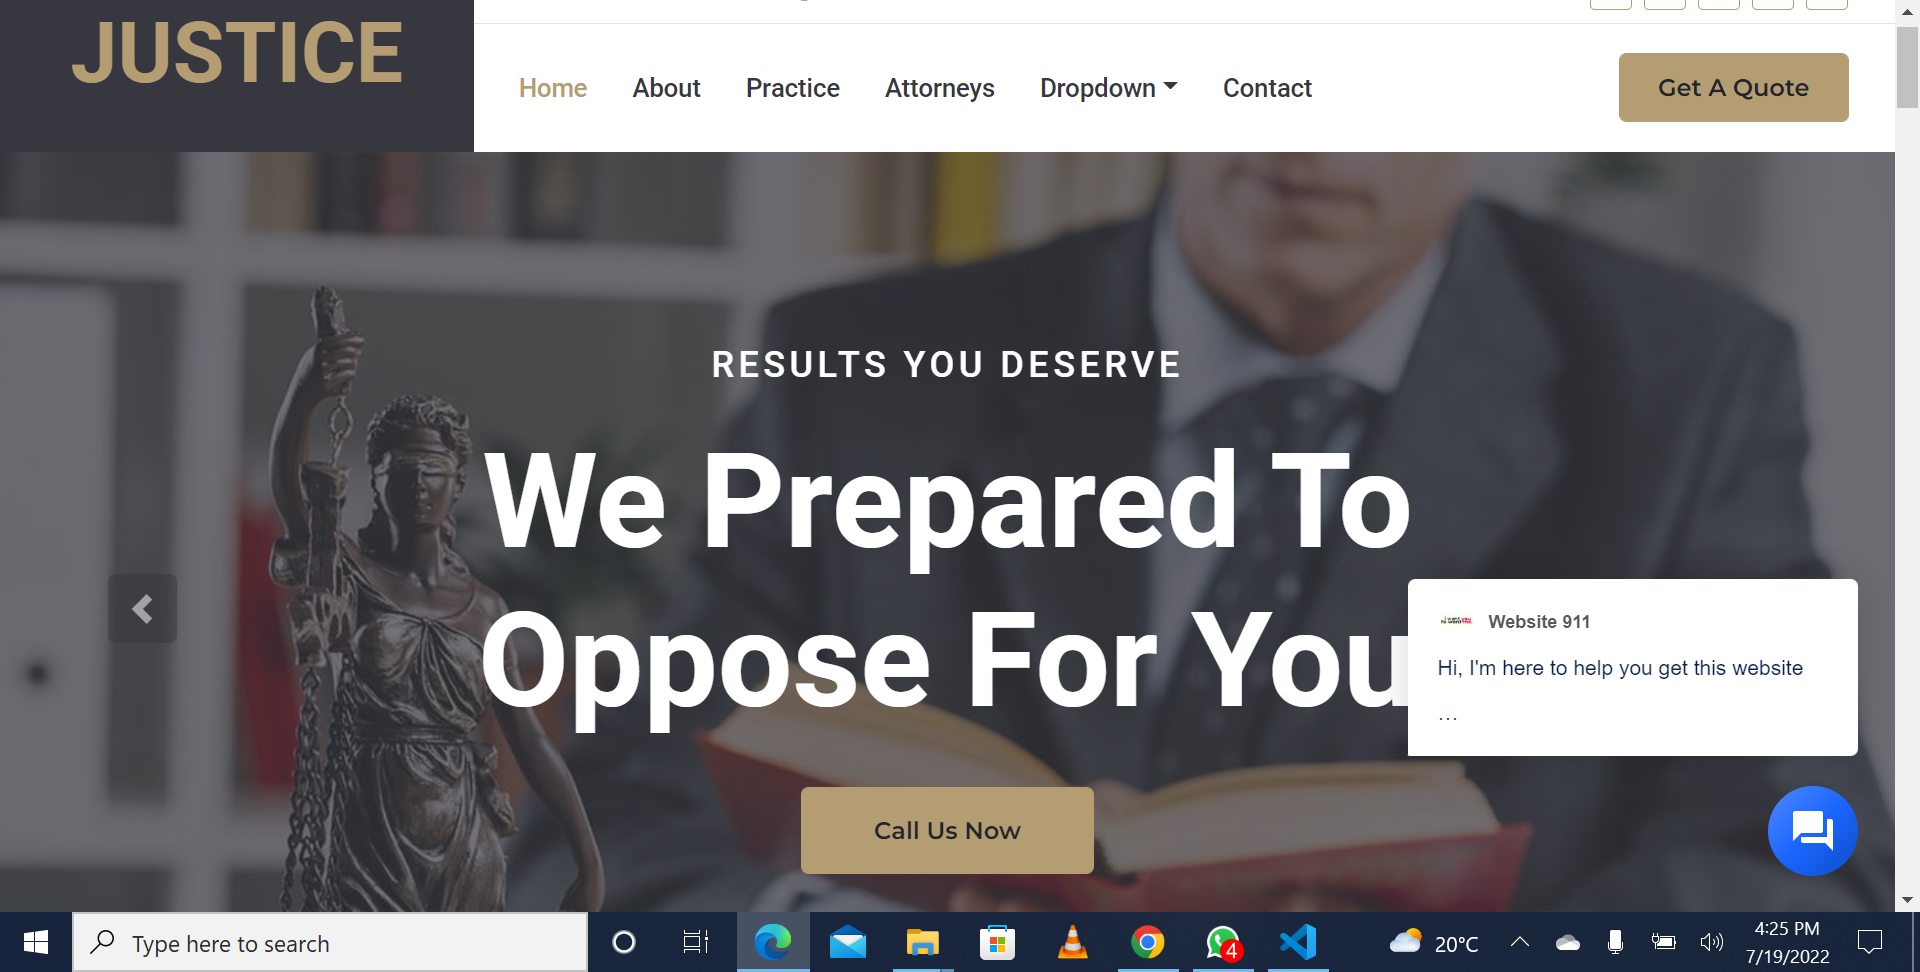 JUSTICE
Home About Practice Attorneys Dropdown Contact
Get A Quote
RESULTS YOU DESERVE
We Prepared To
Oppose For You
Website 911
Hi, I'm here to help you get this website
...
Call Us Now
Type here to search
4
20°C
4:25 PM
7/19/2022